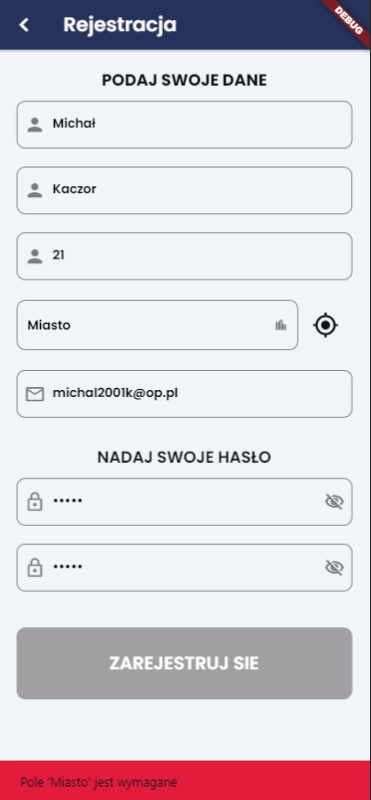 Rejestracja
DEBUG
PODAJ SWOJE DANE
Michał
Kaczor
21
Miasto
michal2001k@op.pl
NADAJ SWOJE HASŁO
•••••
•••••
ZAREJESTRUJ SIE
Pole 'Miasto' jest wymagane